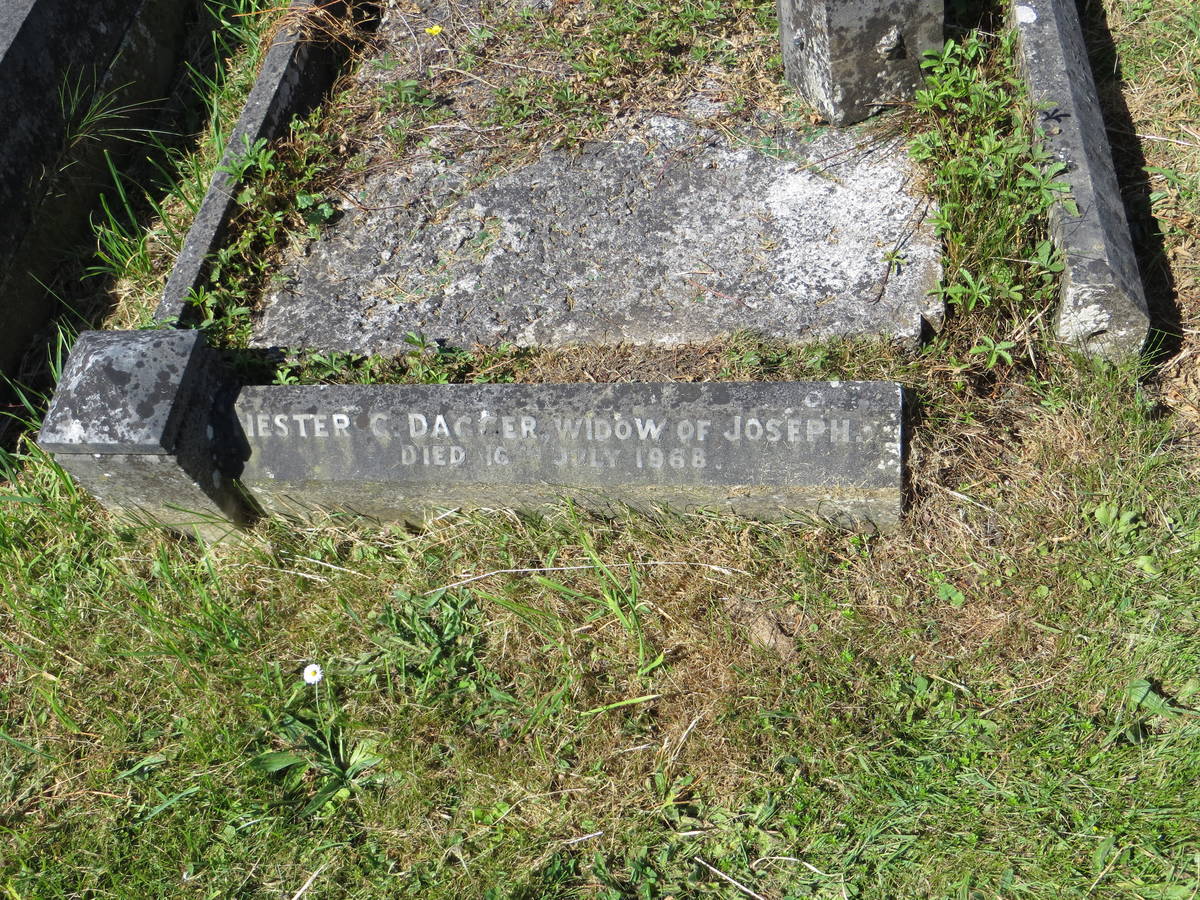 HESTER C. DAGGER, WIDOW OF JOSEPH.
DIED 16TH JULY 1968.